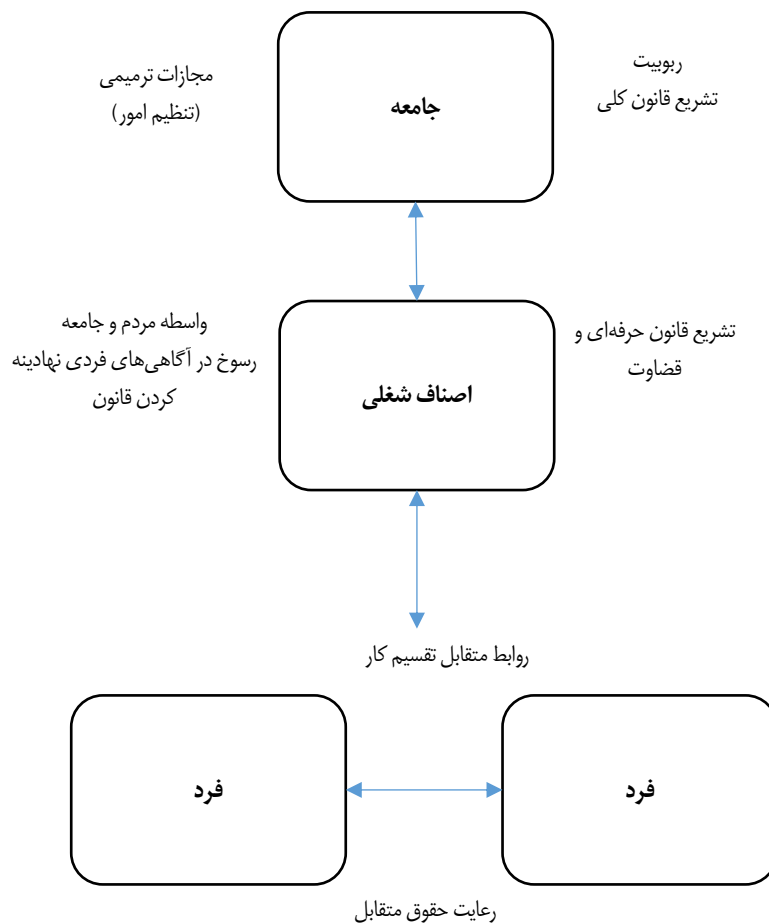 ربوبیت
تشریع قانون کلی
جامعه
مجازات ترمیمی
(تنظیم امور)
تشریع قانون حرفه‌ای و
قضاوت
اصناف شغلی
واسطه مردم و جامعه
رسوخ در آگاهی‌های فردی نهادینه
کردن قانون
روابط متقابل تقسیم کار
فرد
فرد
رعایت حقوق متقابل